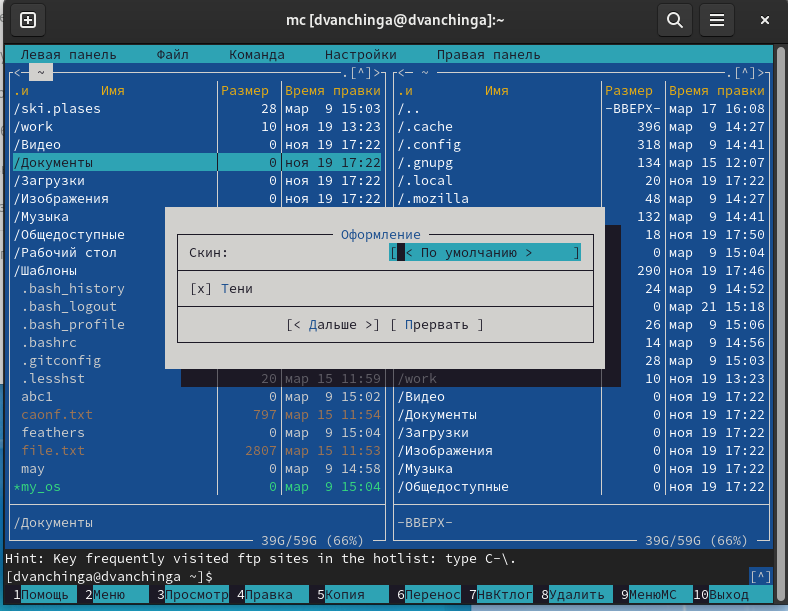 mc [dvanchinga@dvanchinga]:~
Левая панель Файл Команда Настройки Правая панель
<- ~ .[^]> <- ~ .[^]>
.и Имя Размер Время правки .и Имя Размер Время правки
/ski.plases 28 мар 9 15:03 /.. -ВВЕРХ- мар 17 16:08
/work 10 ноя 19 13:23 /.cache 396 мар 9 14:27
/Видео 0 ноя 19 17:22 /.config 318 мар 9 14:41
/Документы 0 ноя 19 17:22 /.gnupg 134 мар 15 12:07
/Загрузки 0 ноя 19 17:22 /.local 20 ноя 19 17:22
/Изображения 0 ноя 19 17:22 /.mozilla 48 мар 9 14:27
/Музыка 132 мар 9 14:41
/Общедоступные Оформление 18 ноя 19 17:50
/Рабочий стол Скин: [ < По умолчанию > ] 0 мар 9 15:04
/Шаблоны 290 ноя 19 17:46
.bash_history [x] Тени 24 мар 9 14:52
.bash_logout 0 мар 21 15:18
.bash_profile [< Дальше >] [ Прервать ] 26 мар 9 15:06
.bashrc 14 мар 9 14:56
.gitconfig 28 мар 9 15:03
.lesshst 20 мар 15 11:59 /work 10 ноя 19 13:23
abc1 0 мар 9 15:02 /Видео 0 ноя 19 17:22
caonf.txt 797 мар 15 11:54 /Документы 0 ноя 19 17:22
feathers 0 мар 9 15:04 /Загрузки 0 ноя 19 17:22
file.txt 2807 мар 15 11:53 /Изображения 0 ноя 19 17:22
may 0 мар 9 14:58 /Музыка 0 ноя 19 17:22
*my_os 0 мар 9 15:04 /Общедоступные 0 ноя 19 17:22
/Документы -ВВЕРХ-
39G/59G (66%) 39G/59G (66%)
Hint: Key frequently visited ftp sites in the hotlist: type C-\.
[dvanchinga@dvanchinga ~]$ [^]
1Помощь 2Меню 3Просмотр 4Правка 5Копия 6Перенос 7НвКтлог 8Удалить 9МенюМС 10Выход